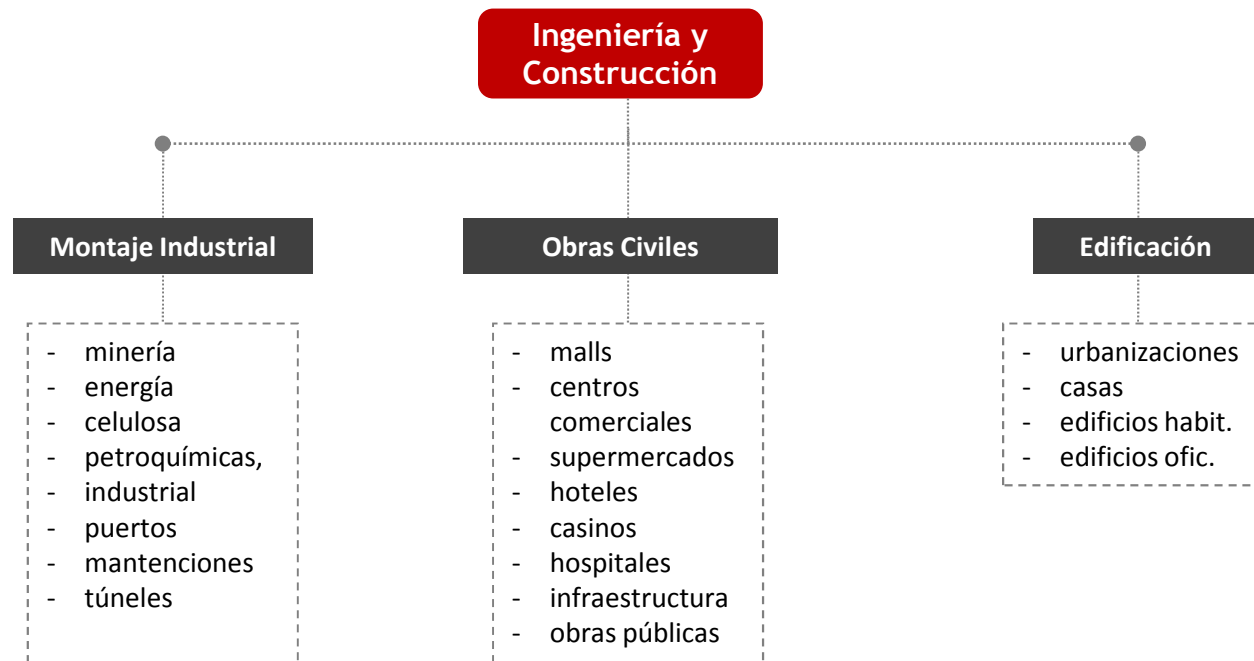 Ingeniería y
Construcción
Montaje Industrial
- minería
- energía
- celulosa
- petroquímicas,
- industrial
- puertos
- mantenciones
- túneles
Obras Civiles
- malls
- centros
comerciales
- supermercados
- hoteles
- casinos
- hospitales
- infraestructura
- obras públicas
Edificación
- urbanizaciones
- casas
- edificios habit.
- edificios ofic.